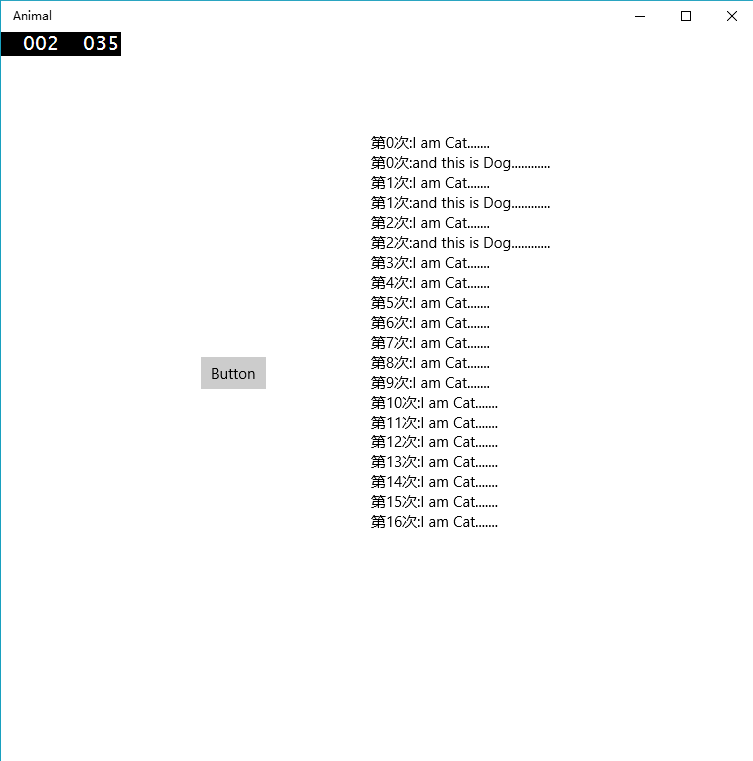 Animal
002 035
第0次:I am Cat.......
第0次:and this is Dog............
第1次:I am Cat.......
第1次:and this is Dog............
第2次:I am Cat.......
第2次:and this is Dog............
第3次:I am Cat.......
第4次:I am Cat.......
第5次:I am Cat.......
第6次:I am Cat.......
第7次:I am Cat.......
第8次:I am Cat.......
Button
第9次:I am Cat.......
第10次:I am Cat.......
第11次:I am Cat.......
第12次:I am Cat.......
第13次:I am Cat.......
第14次:I am Cat.......
第15次:I am Cat.......
第16次:I am Cat.......